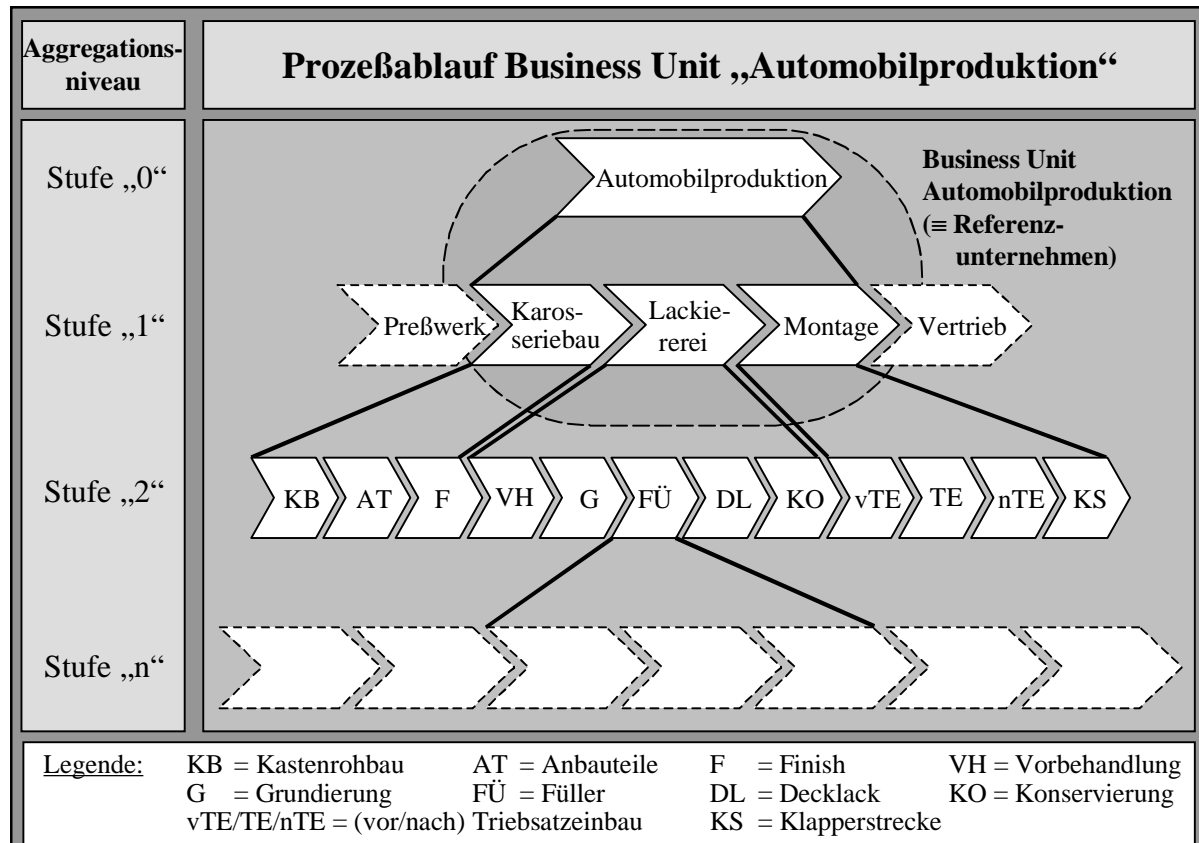 Aggregations-
niveau
Prozeßablauf Business Unit „Automobilproduktion“
Stufe „0“
Automobilproduktion
Business Unit
Automobilproduktion
(≡ Referenz-
unternehmen)
Stufe „1“
Preßwerk
Karos-
seriebau
Lackie-
rerei
Montage
Vertrieb
Stufe „2“
KB AT F VH G FÜ DL KO vTE TE nTE KS
Stufe „n“
Legende: KB = Kastenrohbau AT = Anbauteile F = Finish VH = Vorbehandlung
G = Grundierung FÜ = Füller DL = Decklack KO = Konservierung
vTE/TE/nTE = (vor/nach) Triebsatzeinbau KS = Klapperstrecke